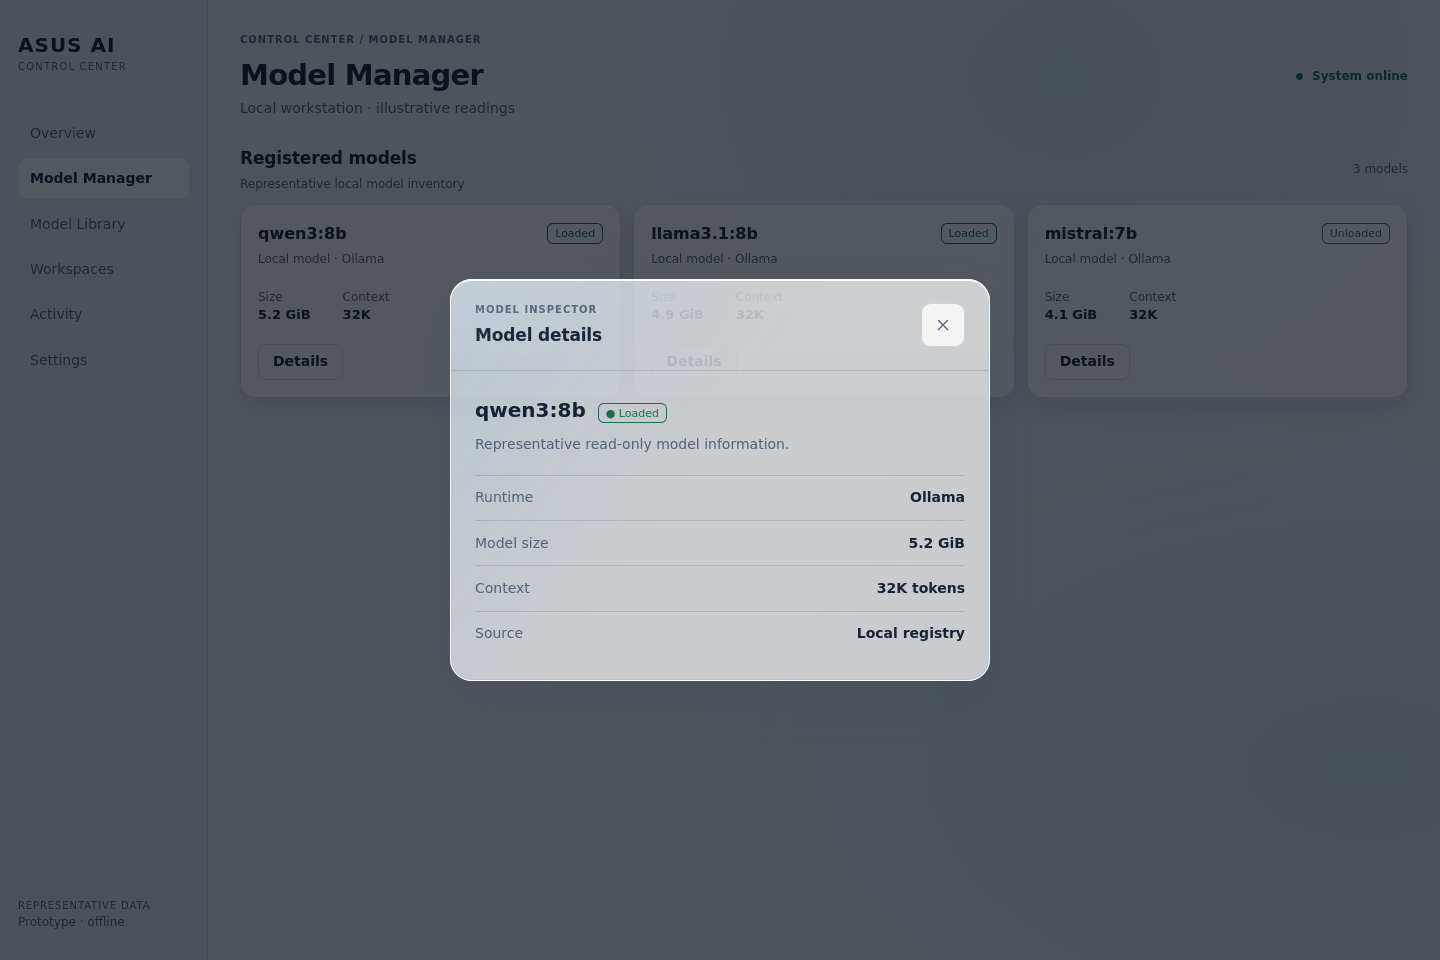 ASUS AI
CONTROL CENTER
Overview
Model Manager
Model Library
Workspaces
Activity
Settings
REPRESENTATIVE DATA
Prototype · offline
CONTROL CENTER / MODEL MANAGER
Model Manager
Local workstation · illustrative readings
● System online
Registered models
Representative local model inventory
3 models
qwen3:8b
Loaded
Local model · Ollama
Size Context
5.2 GiB 32K
Details
llama3.1:8b
Loaded
Local model · Ollama
Size Context
4.9 GiB 32K
Details
mistral:7b
Unloaded
Local model · Ollama
Size Context
4.1 GiB 32K
Details
MODEL INSPECTOR
Model details
×
qwen3:8b ● Loaded
Representative read-only model information.
Runtime Ollama
Model size 5.2 GiB
Context 32K tokens
Source Local registry